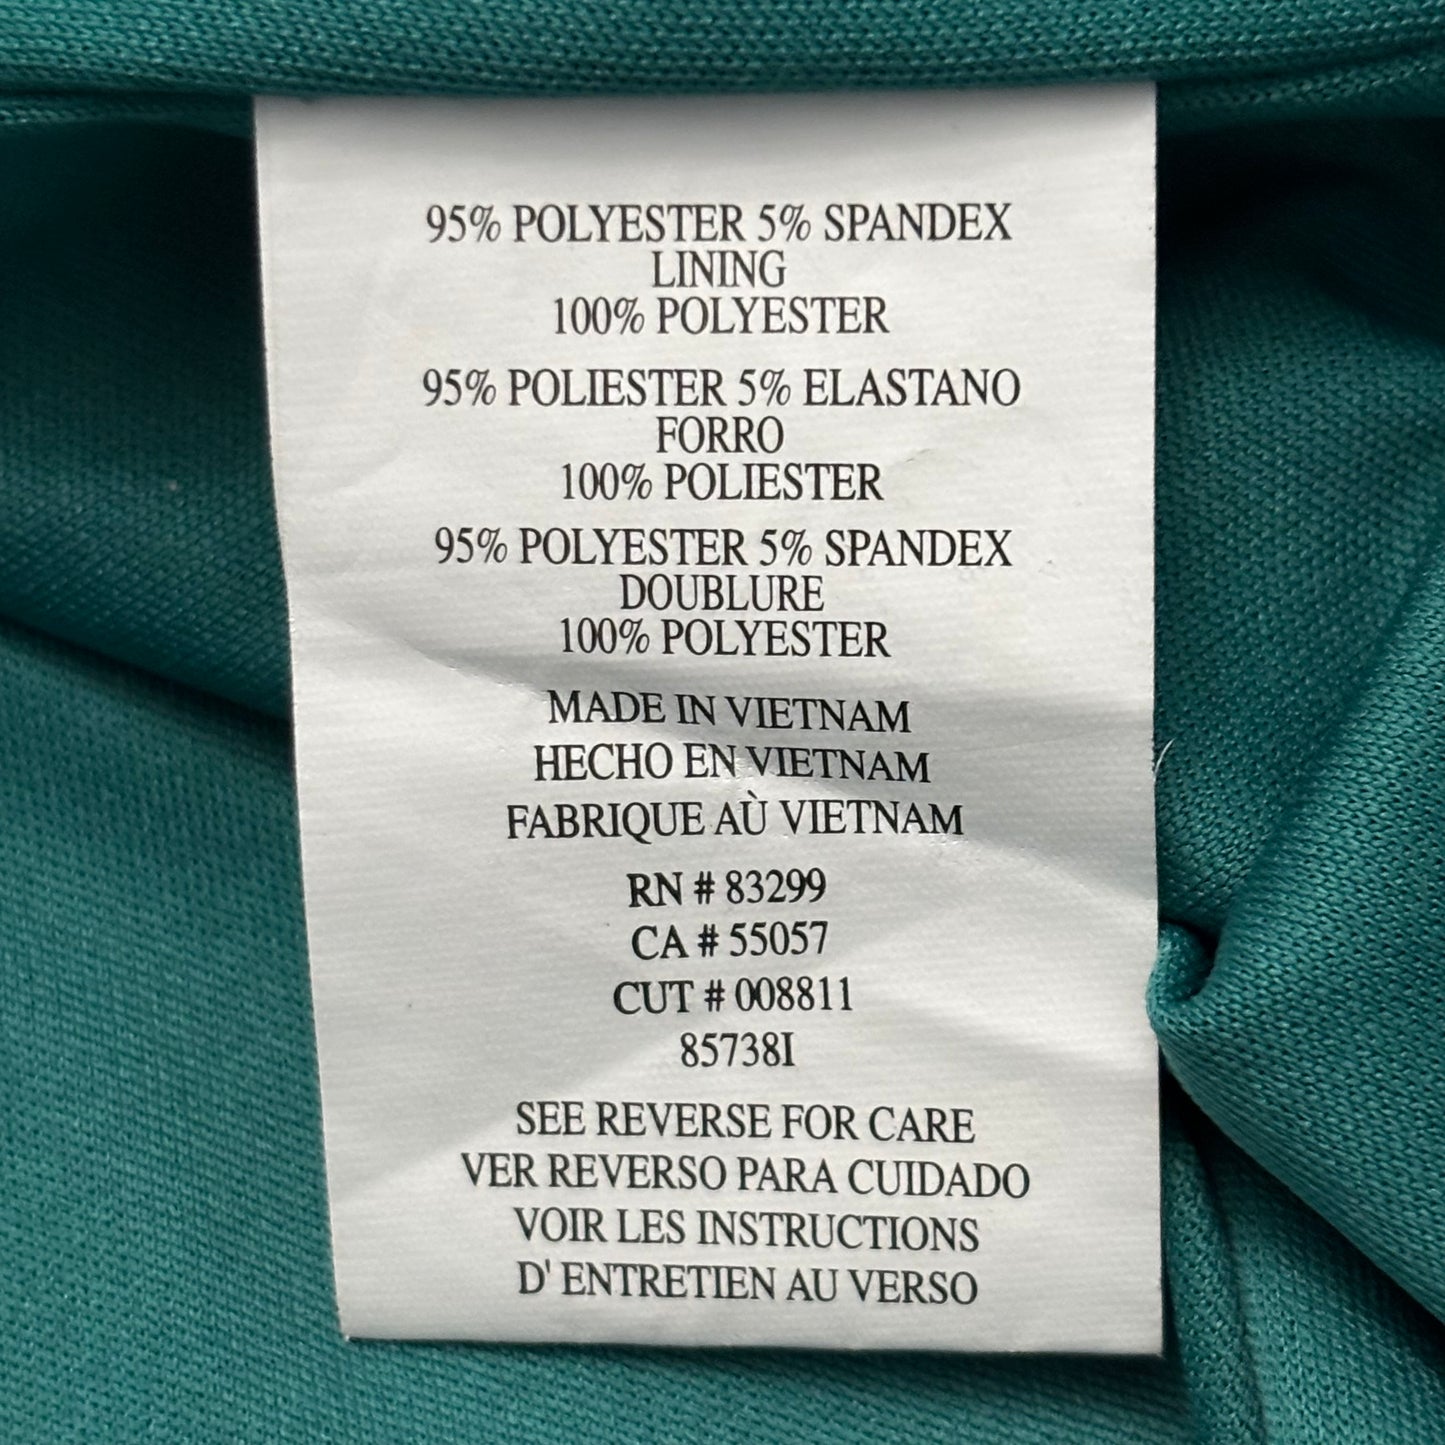 95% POLYESTER 5% SPANDEX
LINING
100% POLYESTER
95% POLIESTER 5% ELASTANO
FORRO
100% POLIESTER
95% POLYESTER 5% SPANDEX
DOUBLURE
100% POLYESTER
MADE IN VIETNAM
HECHO EN VIETNAM
FABRIQUE AÙ VIETNAM
RN # 83299
CA # 55057
CUT # 008811
85738I
SEE REVERSE FOR CARE
VER REVERSO PARA CUIDADO
VOIR LES INSTRUCTIONS
D' ENTRETIEN AU VERSO